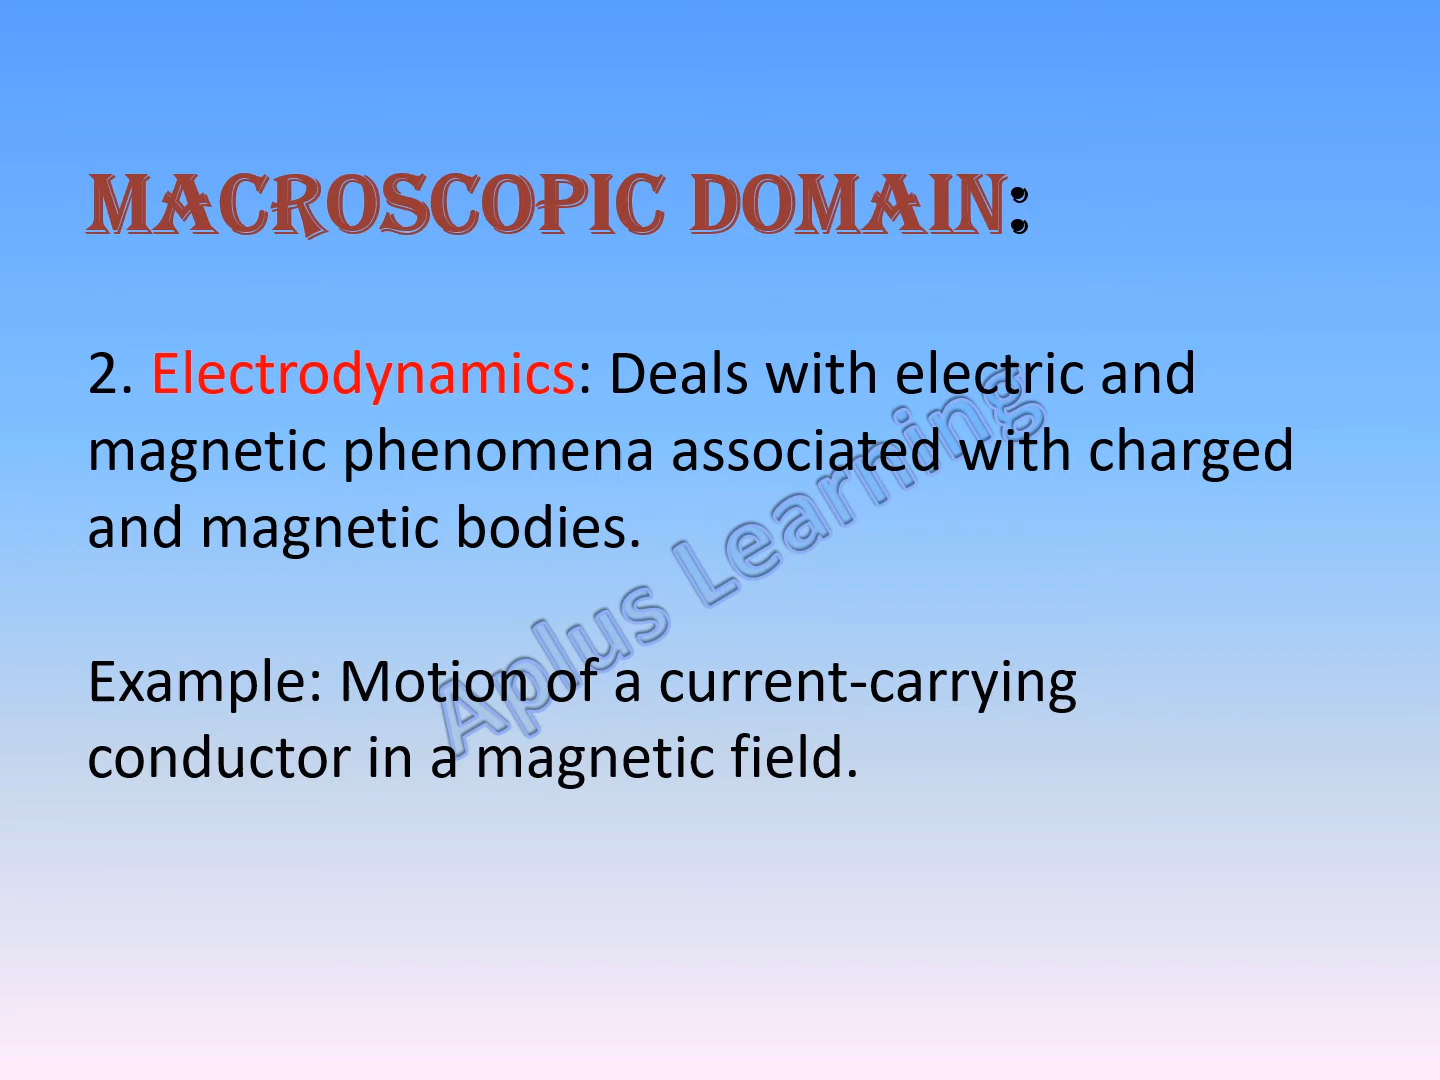 MACROSCOPIC DOMAIN:
2. Electrodynamics: Deals with electric and
magnetic phenomena associated with charged
and magnetic bodies.
Example: Motion of a current-carrying
conductor in a magnetic field.
Aplus Learning